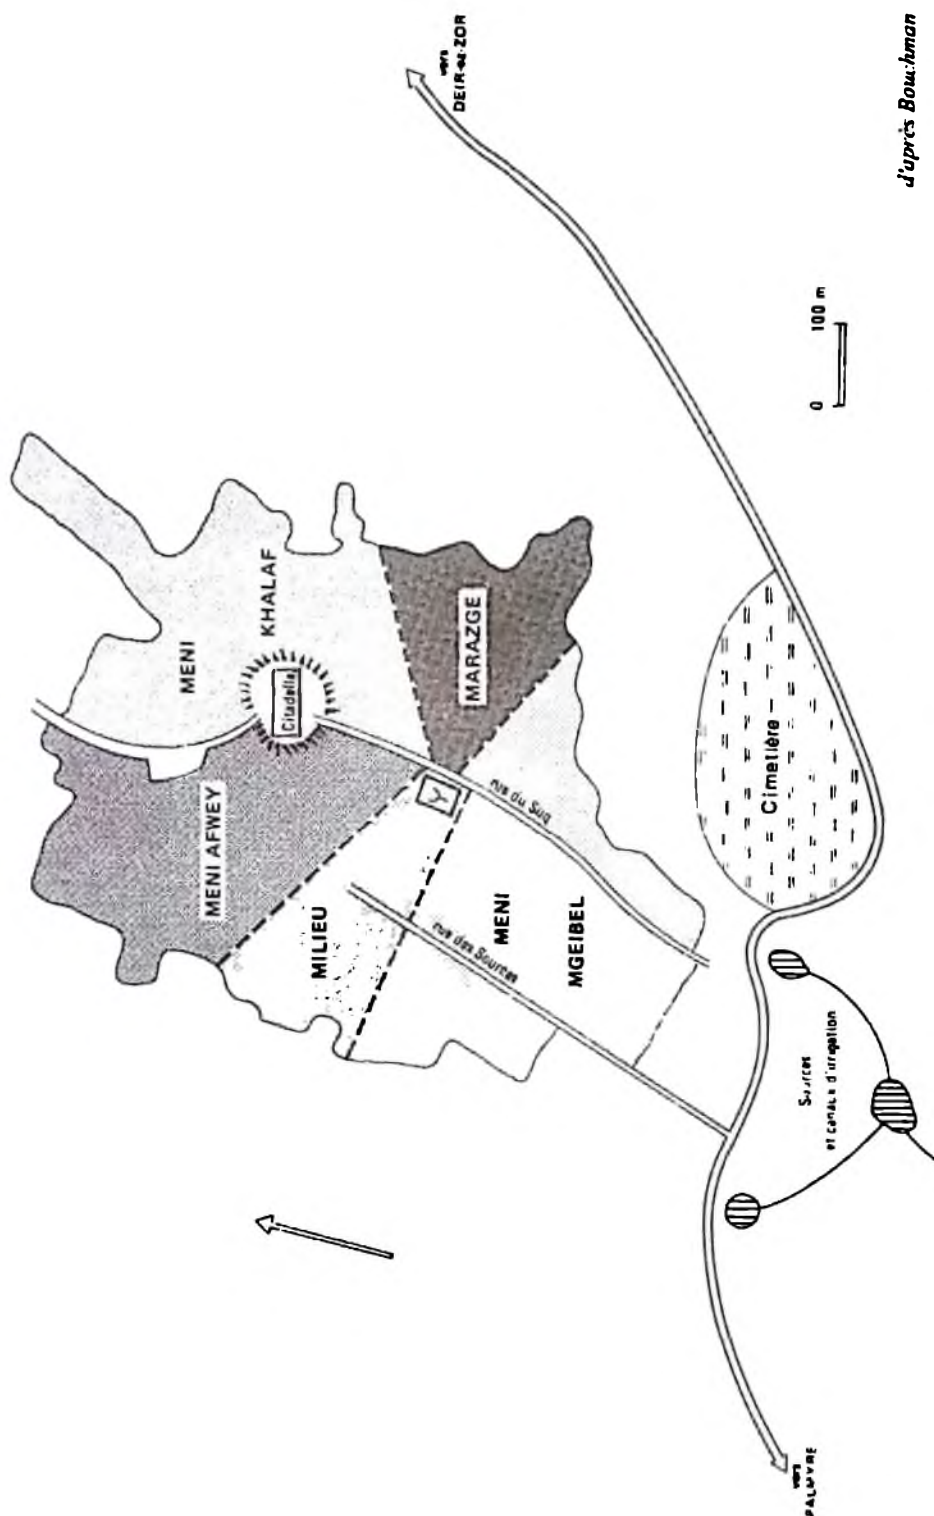 vers
DEIR-ez-ZOR
MENI
KHALAF
Citadelle
MENI AFWEY
MARAZGE
MILIEU
rue du Suq
rue des Sources
MENI
MGEIBEL
Cimetière
Sources
et canaux d'irrigation
0 100 m
vers
PALMYRE
d'après Bouchman